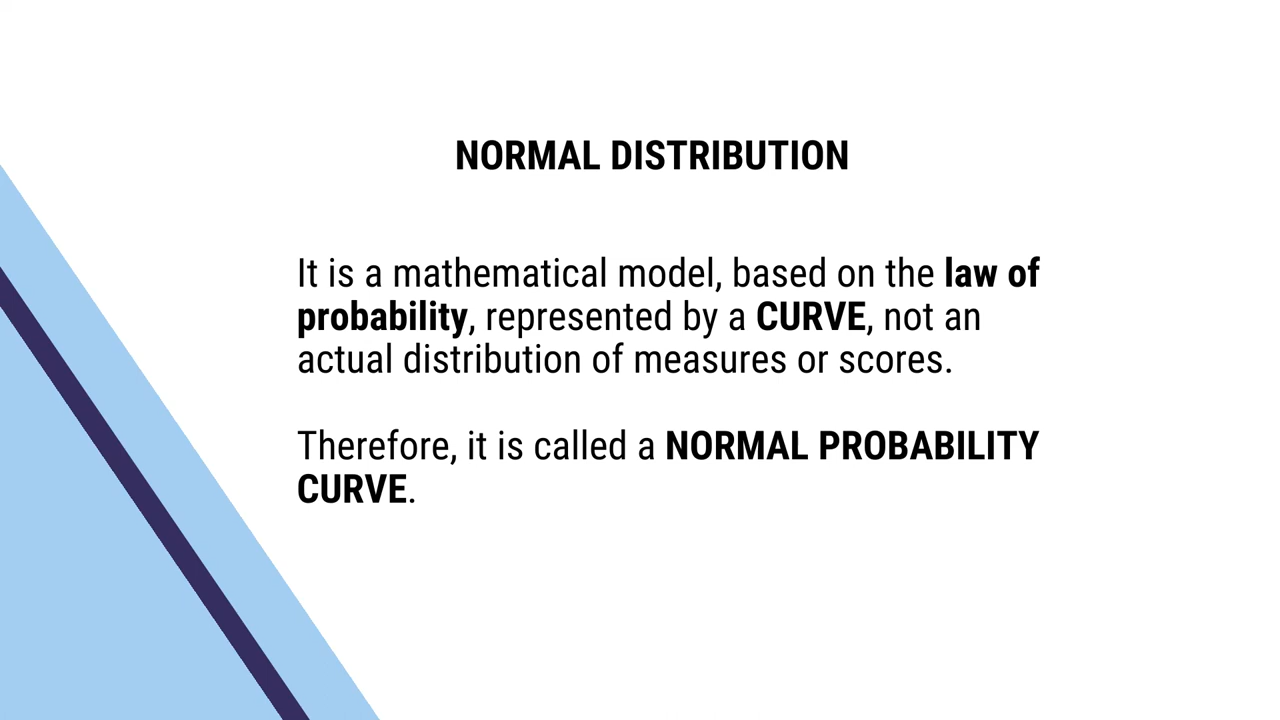 NORMAL DISTRIBUTION
It is a mathematical model, based on the law of
probability, represented by a CURVE, not an
actual distribution of measures or scores.
Therefore, it is called a NORMAL PROBABILITY
CURVE.